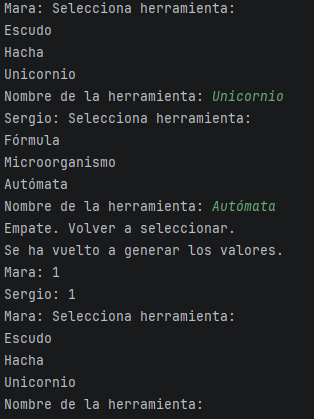 Mara: Selecciona herramienta:
Escudo
Hacha
Unicornio
Nombre de la herramienta: Unicornio
Sergio: Selecciona herramienta:
Fórmula
Microorganismo
Autómata
Nombre de la herramienta: Autómata
Empate. Volver a seleccionar.
Se ha vuelto a generar los valores.
Mara: 1
Sergio: 1
Mara: Selecciona herramienta:
Escudo
Hacha
Unicornio
Nombre de la herramienta: